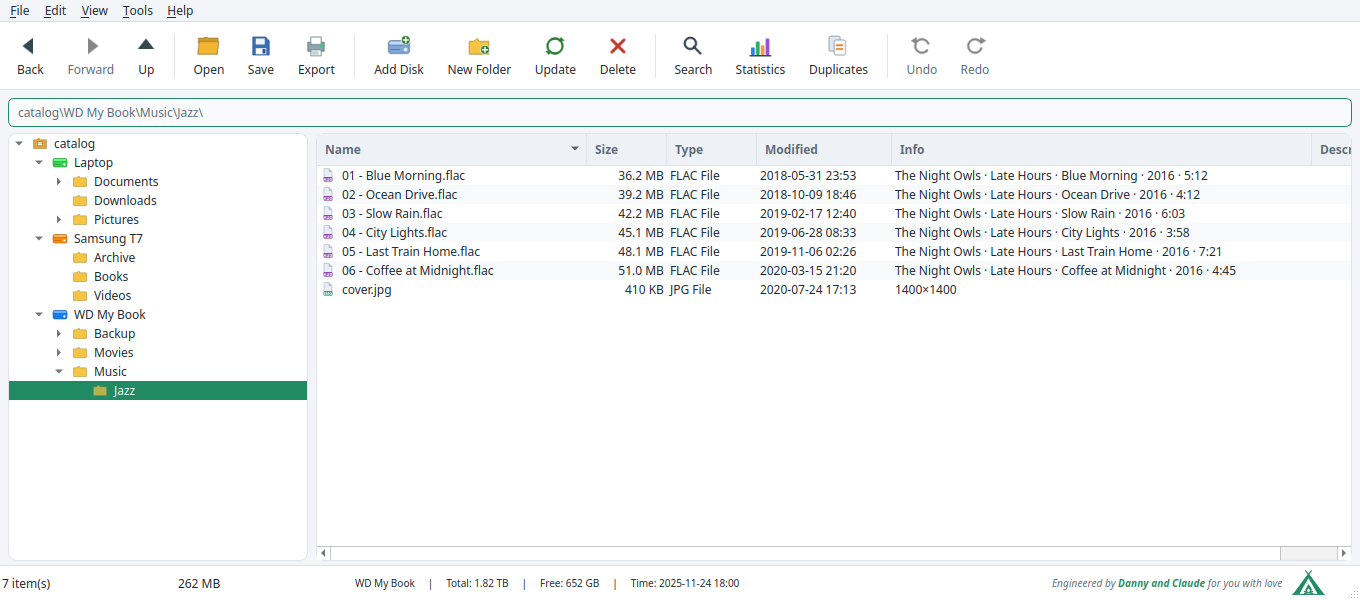 File Edit View Tools Help
Back Forward Up Open Save Export Add Disk New Folder Update Delete Search Statistics Duplicates Undo Redo
catalog\WD My Book\Music\Jazz\
catalog
Laptop
Documents
Downloads
Pictures
Samsung T7
Archive
Books
Videos
WD My Book
Backup
Movies
Music
Jazz
Name Size Type Modified Info Descr
01 - Blue Morning.flac 36.2 MB FLAC File 2018-05-31 23:53 The Night Owls · Late Hours · Blue Morning · 2016 · 5:12
02 - Ocean Drive.flac 39.2 MB FLAC File 2018-10-09 18:46 The Night Owls · Late Hours · Ocean Drive · 2016 · 4:12
03 - Slow Rain.flac 42.2 MB FLAC File 2019-02-17 12:40 The Night Owls · Late Hours · Slow Rain · 2016 · 6:03
04 - City Lights.flac 45.1 MB FLAC File 2019-06-28 08:33 The Night Owls · Late Hours · City Lights · 2016 · 3:58
05 - Last Train Home.flac 48.1 MB FLAC File 2019-11-06 02:26 The Night Owls · Late Hours · Last Train Home · 2016 · 7:21
06 - Coffee at Midnight.flac 51.0 MB FLAC File 2020-03-15 21:20 The Night Owls · Late Hours · Coffee at Midnight · 2016 · 4:45
cover.jpg 410 KB JPG File 2020-07-24 17:13 1400×1400
7 item(s) 262 MB WD My Book | Total: 1.82 TB | Free: 652 GB | Time: 2025-11-24 18:00 Engineered by Danny and Claude for you with love